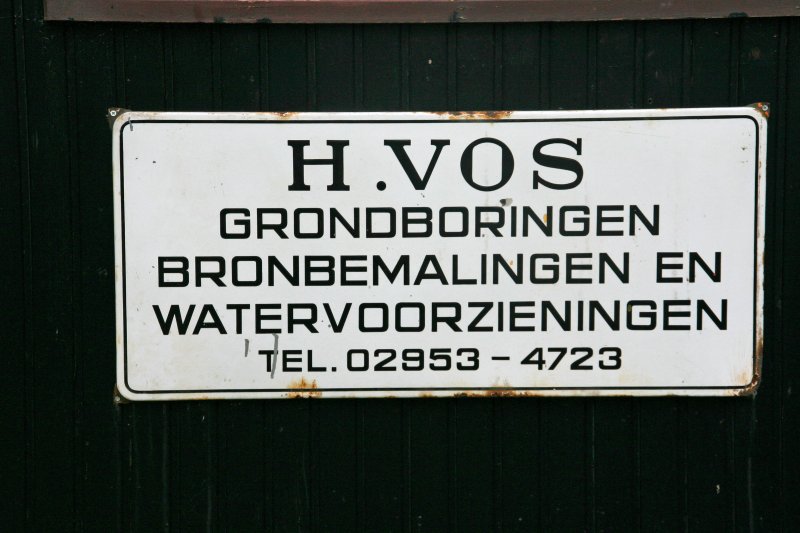 H. VOS
GRONDBORINGEN
BRONBEMALINGEN EN
WATERVOORZIENINGEN
TEL. 02953 - 4723